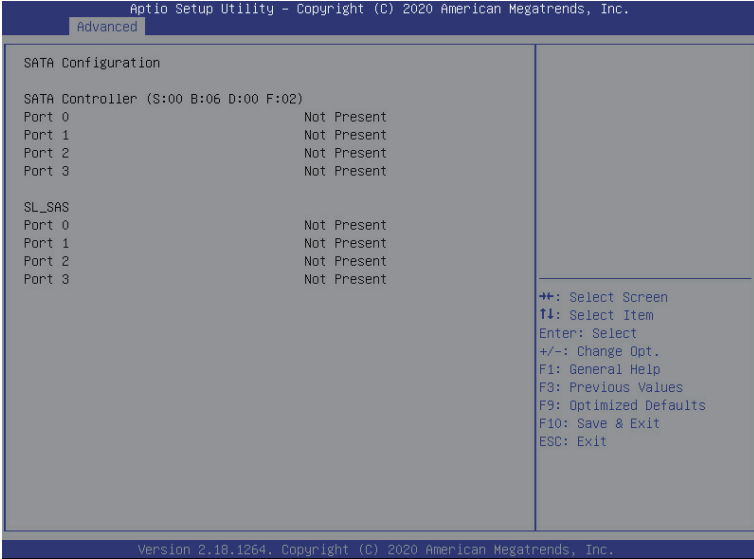 Aptio Setup Utility – Copyright (C) 2020 American Megatrends, Inc.
Advanced
SATA Configuration
SATA Controller (S:00 B:06 D:00 F:02)
Port 0 Not Present
Port 1 Not Present
Port 2 Not Present
Port 3 Not Present
SL_SAS
Port 0 Not Present
Port 1 Not Present
Port 2 Not Present
Port 3 Not Present
→←: Select Screen
↑↓: Select Item
Enter: Select
+/-: Change Opt.
F1: General Help
F3: Previous Values
F9: Optimized Defaults
F10: Save & Exit
ESC: Exit
Version 2.18.1264. Copyright (C) 2020 American Megatrends, Inc.